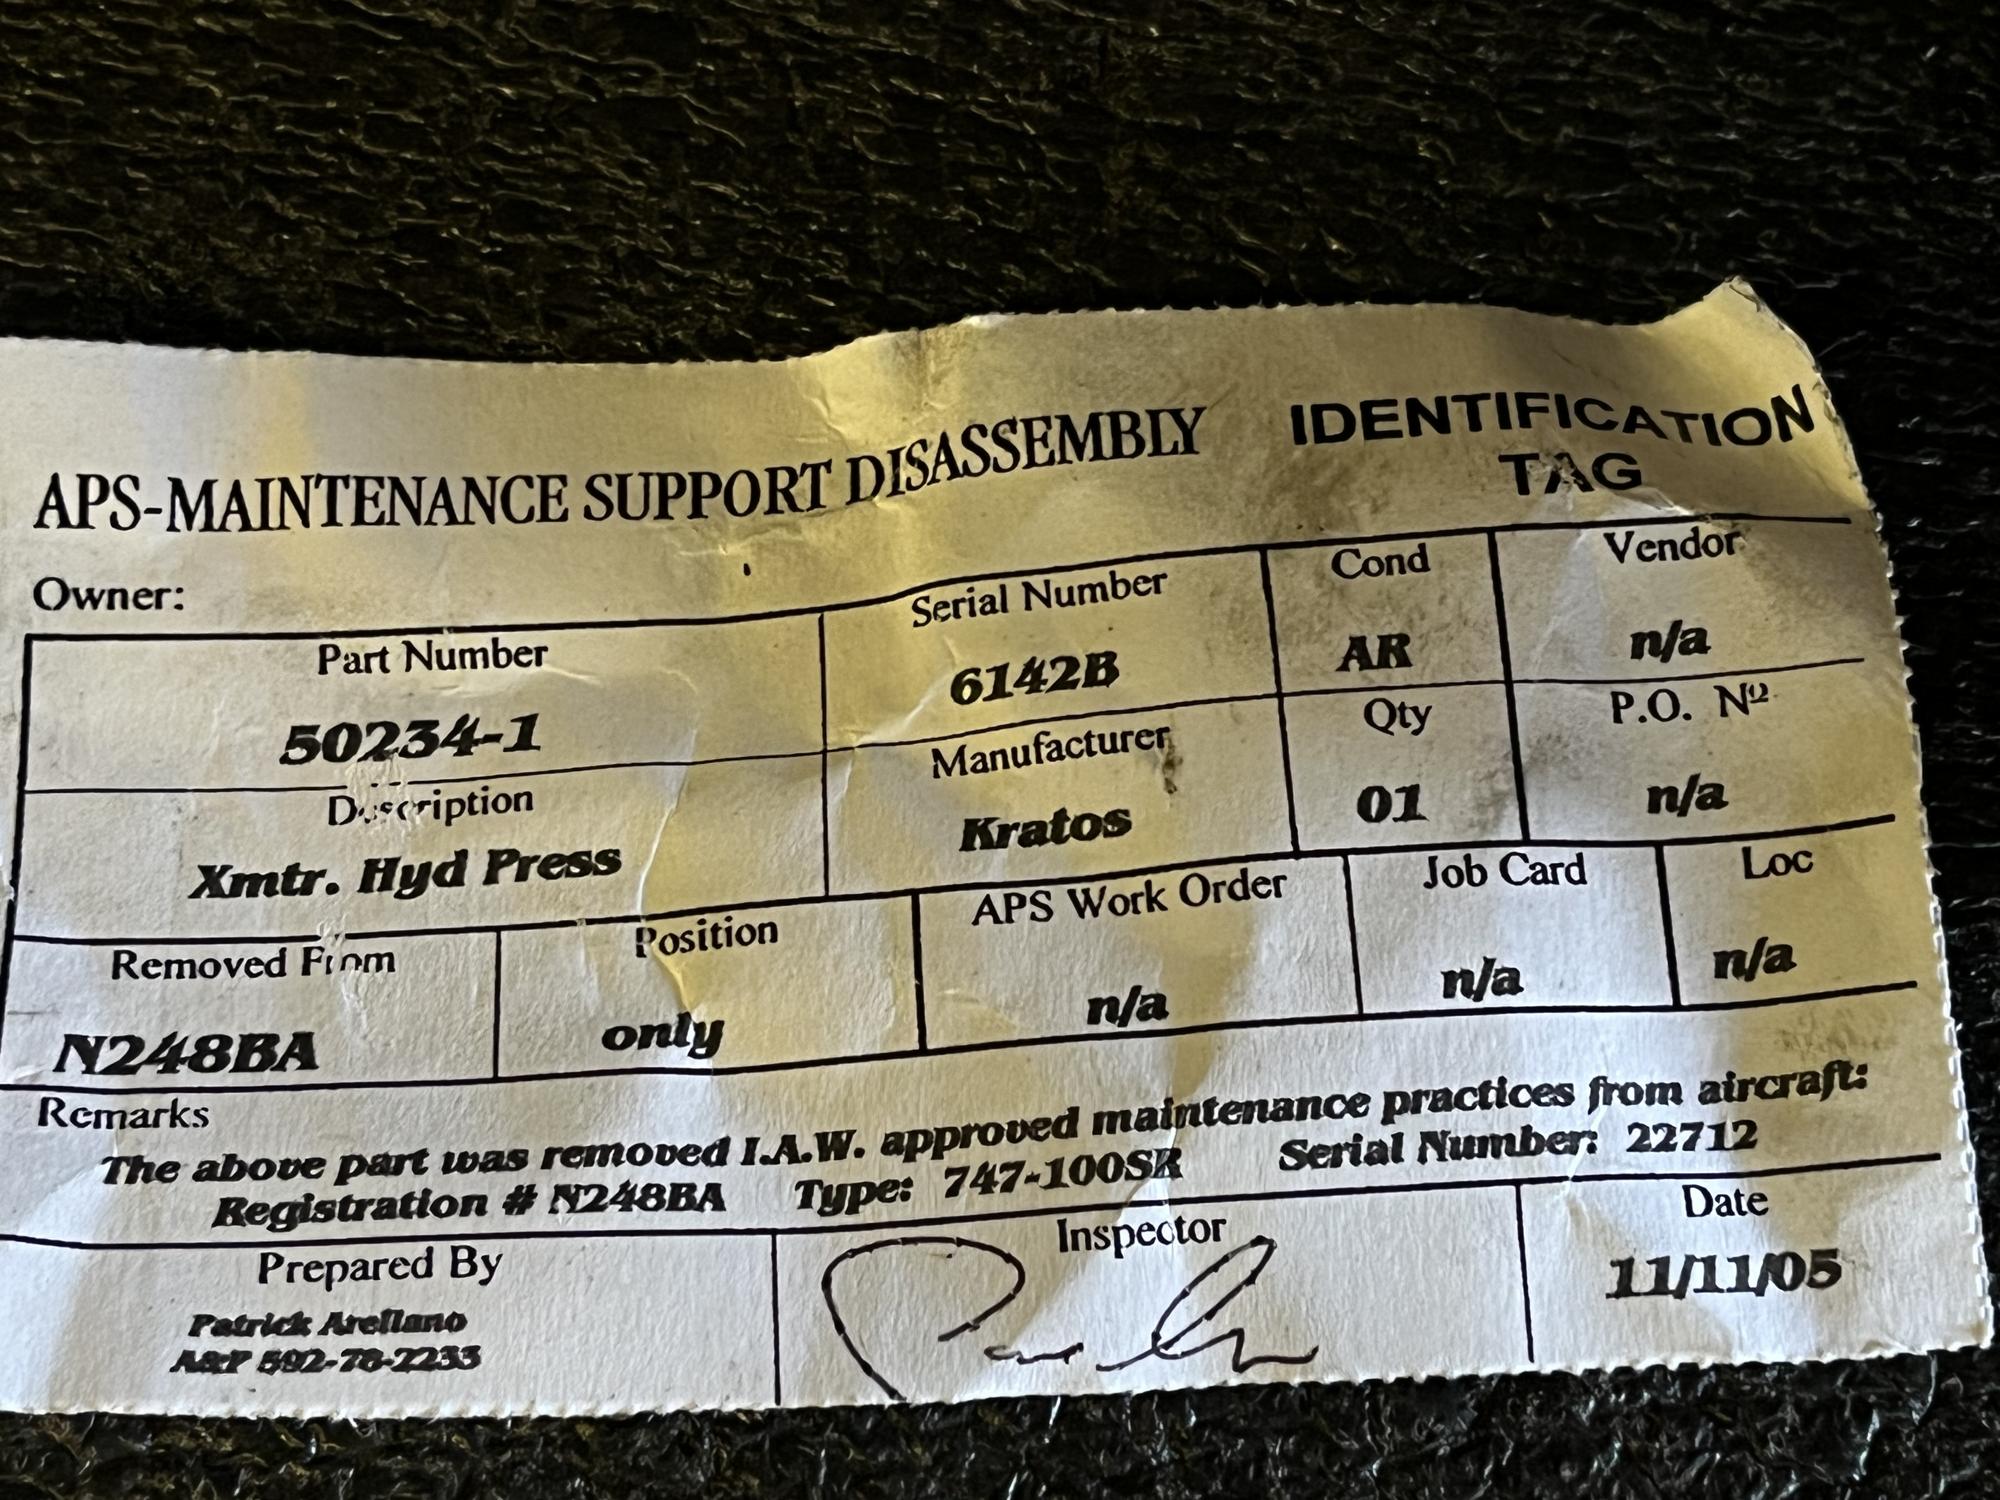 APS-MAINTENANCE SUPPORT DISASSEMBLY IDENTIFICATION TAG
Owner:
Part Number
50234-1
Serial Number
6142B
Cond
AR
Vendor
n/a
Description
Xmtr. Hyd Press
Manufacturer
Kratos
Qty
01
P.O. Nº
n/a
Removed From
N248BA
Position
only
APS Work Order
n/a
Job Card
n/a
Loc
n/a
Remarks
The above part was removed I.A.W. approved maintenance practices from aircraft:
Registration # N248BA Type: 747-100SR Serial Number: 22712
Prepared By
Patrick Arellano
A&P 592-78-2233
Inspector
Date
11/11/05